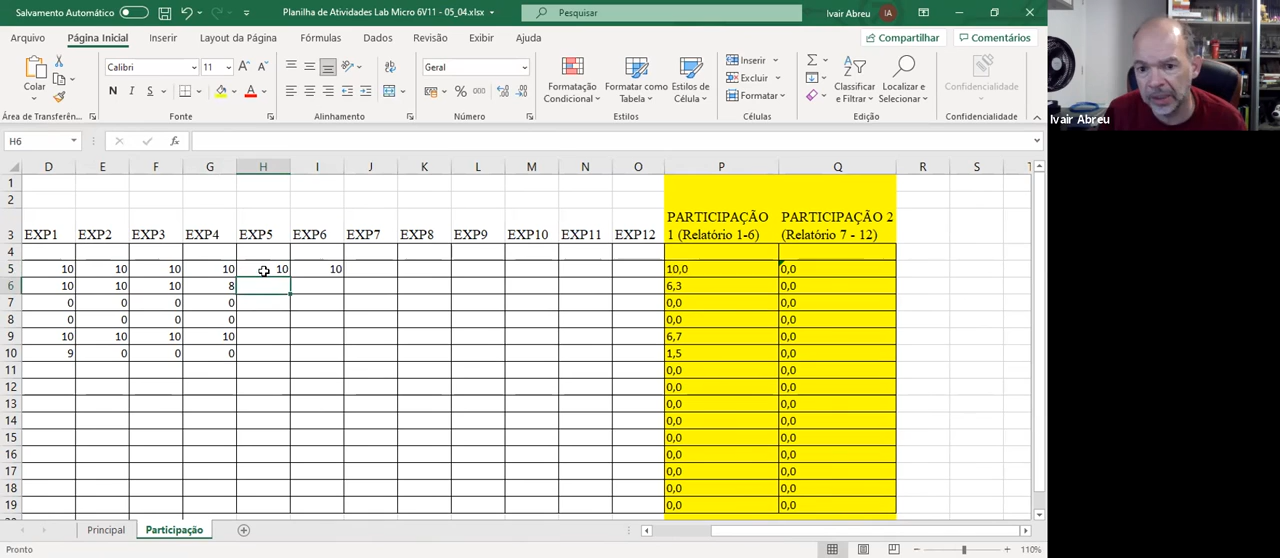 Salvamento Automático
Planilha de Atividades Lab Micro 6V11 - 05_04.xlsx
Pesquisar
Ivair Abreu
IA
Arquivo
Página Inicial
Inserir
Layout da Página
Fórmulas
Dados
Revisão
Exibir
Ajuda
Compartilhar
Comentários
Colar
Calibri
11
N I S
Geral
Formatação Condicional
Formatar como Tabela
Estilos de Célula
Inserir
Excluir
Formatar
Classificar e Filtrar
Localizar e Selecionar
Confidencialidade
Ivair Abreu
Área de Transferên...
Fonte
Alinhamento
Número
Estilos
Células
Edição
Confidencialidade
H6
fx
D E F G H I J K L M N O P Q R S T
1
2
3 EXP1 EXP2 EXP3 EXP4 EXP5 EXP6 EXP7 EXP8 EXP9 EXP10 EXP11 EXP12 PARTICIPAÇÃO 1 (Relatório 1-6) PARTICIPAÇÃO 2 (Relatório 7 - 12)
4
5 10 10 10 10 10 10 10,0 0,0
6 10 10 10 8 6,3 0,0
7 0 0 0 0 0,0 0,0
8 0 0 0 0 0,0 0,0
9 10 10 10 10 6,7 0,0
10 9 0 0 0 1,5 0,0
11 0,0 0,0
12 0,0 0,0
13 0,0 0,0
14 0,0 0,0
15 0,0 0,0
16 0,0 0,0
17 0,0 0,0
18 0,0 0,0
19 0,0 0,0
Principal
Participação
Pronto
110%